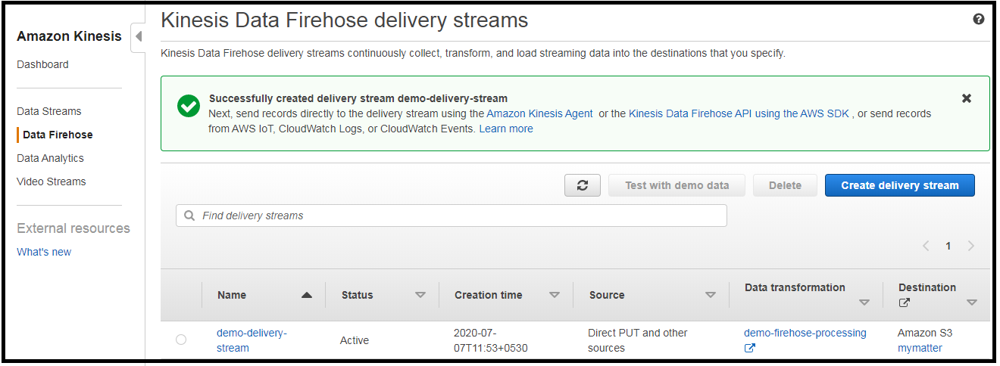 Kinesis Data Firehose delivery streams
Amazon Kinesis
Dashboard
Data Streams
Data Firehose
Data Analytics
Video Streams
External resources
What's new
Kinesis Data Firehose delivery streams continuously collect, transform, and load streaming data into the destinations that you specify.
Successfully created delivery stream demo-delivery-stream
Next, send records directly to the delivery stream using the Amazon Kinesis Agent or the Kinesis Data Firehose API using the AWS SDK , or send records
from AWS IoT, CloudWatch Logs, or CloudWatch Events. Learn more
Test with demo data Delete Create delivery stream
Find delivery streams
1
Name Status Creation time Source Data transformation Destination
demo-delivery- Active 2020-07- Direct PUT and other demo-firehose-processing Amazon S3
stream 07T11:53+0530 sources mymatter